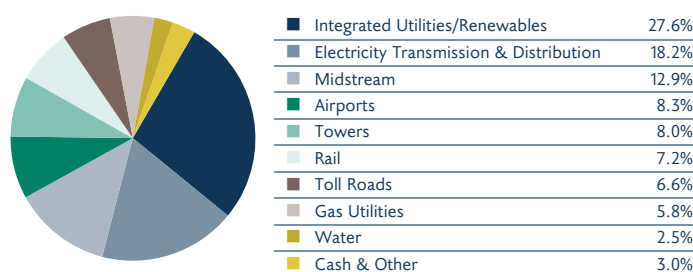 Integrated Utilities/Renewables 27.6%
Electricity Transmission & Distribution 18.2%
Midstream 12.9%
Airports 8.3%
Towers 8.0%
Rail 7.2%
Toll Roads 6.6%
Gas Utilities 5.8%
Water 2.5%
Cash & Other 3.0%